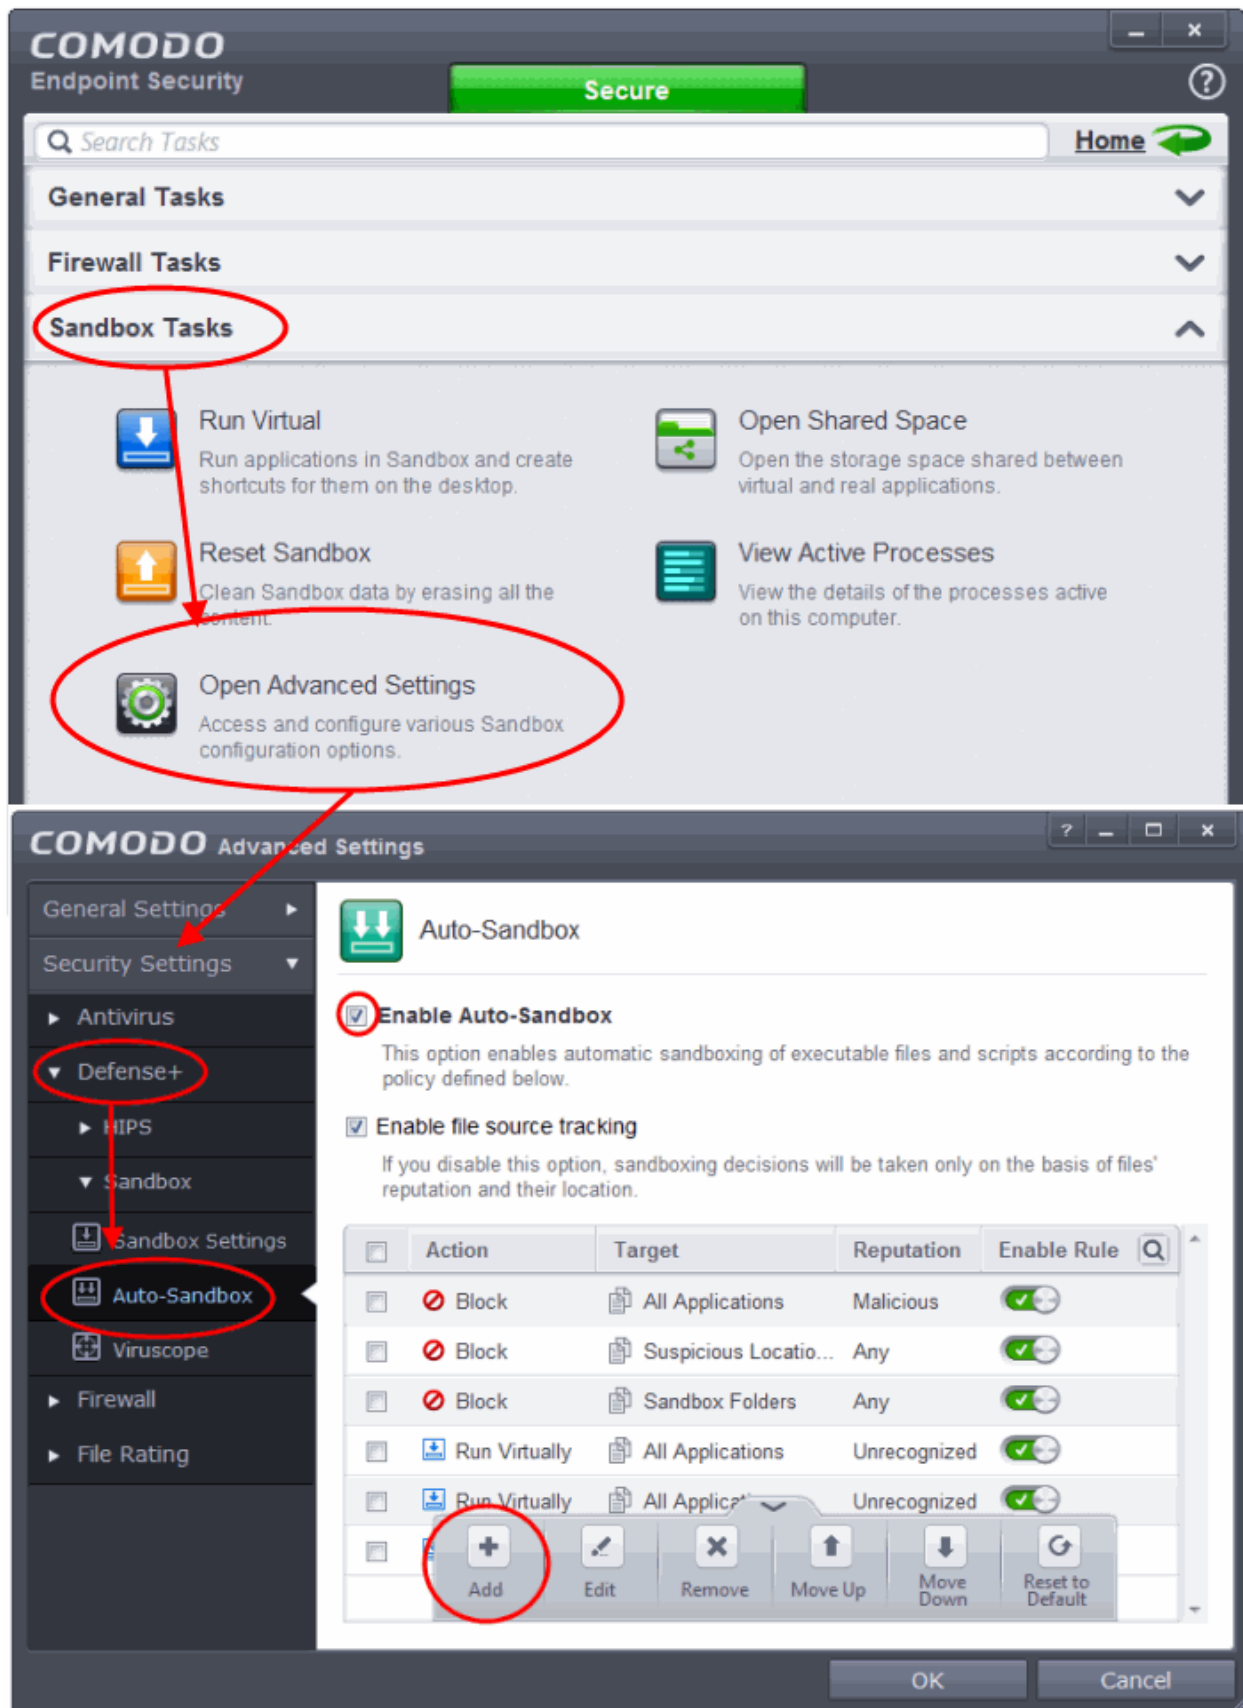 COMODO
Endpoint Security
Secure
?
Search Tasks
Home
General Tasks
Firewall Tasks
Sandbox Tasks
Run Virtual
Run applications in Sandbox and create
shortcuts for them on the desktop.
Open Shared Space
Open the storage space shared between
virtual and real applications.
Reset Sandbox
Clean Sandbox data by erasing all the
content.
View Active Processes
View the details of the processes active
on this computer.
Open Advanced Settings
Access and configure various Sandbox
configuration options.
COMODO Advanced Settings
?
General Settings
Security Settings
Antivirus
Defense+
HIPS
Sandbox
Sandbox Settings
Auto-Sandbox
Viruscope
Firewall
File Rating
Auto-Sandbox
Enable Auto-Sandbox
This option enables automatic sandboxing of executable files and scripts according to the
policy defined below.
Enable file source tracking
If you disable this option, sandboxing decisions will be taken only on the basis of files'
reputation and their location.
Action Target Reputation Enable Rule
Block All Applications Malicious
Block Suspicious Locatio... Any
Block Sandbox Folders Any
Run Virtually All Applications Unrecognized
Run Virtually All Applicat Unrecognized
Add Edit Remove Move Up Move Down Reset to Default
OK Cancel